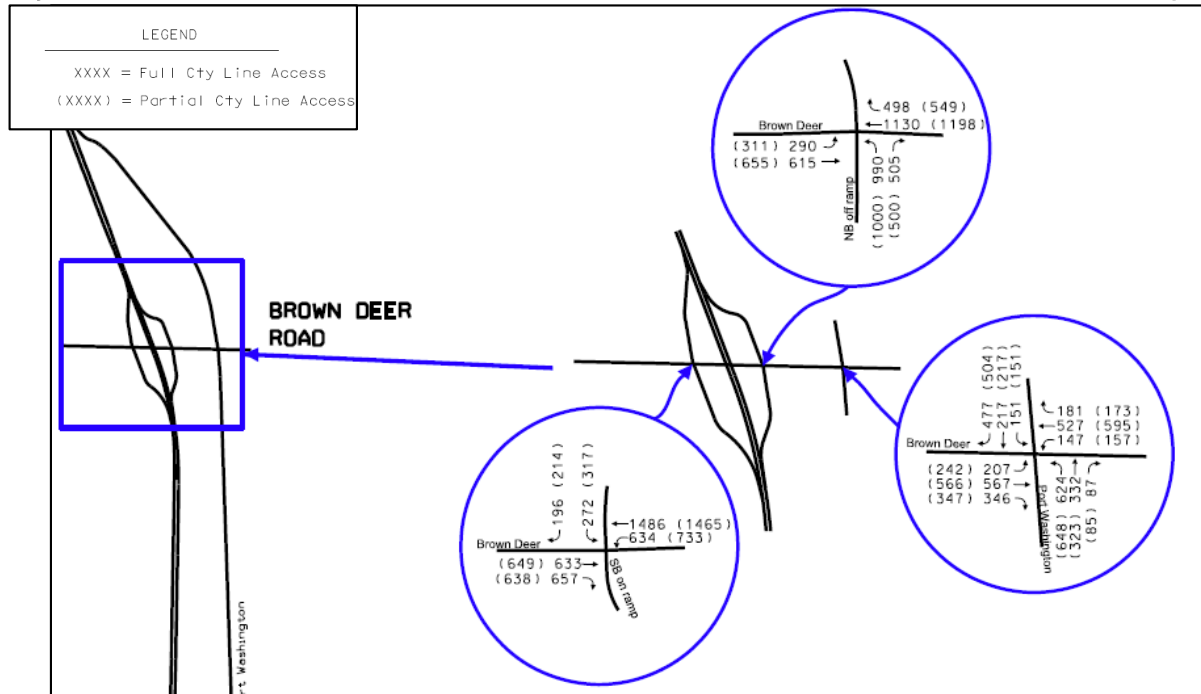 LEGEND
XXXX = Full Cty Line Access
(XXXX) = Partial Cty Line Access
BROWN DEER
ROAD
498 (549)
1130 (1198)
Brown Deer
(311) 290
(655) 615
NB off ramp
(1000) 990
(500) 505
477 (504)
217 (217)
151 (151)
181 (173)
527 (595)
147 (157)
Brown Deer
(242) 207
(566) 567
(347) 346
Port Washington
(648) 624
(323) 332
(85) 87
196 (214)
272 (317)
1486 (1465)
634 (733)
Brown Deer
(649) 633
(638) 657
SB on ramp
rt Washington